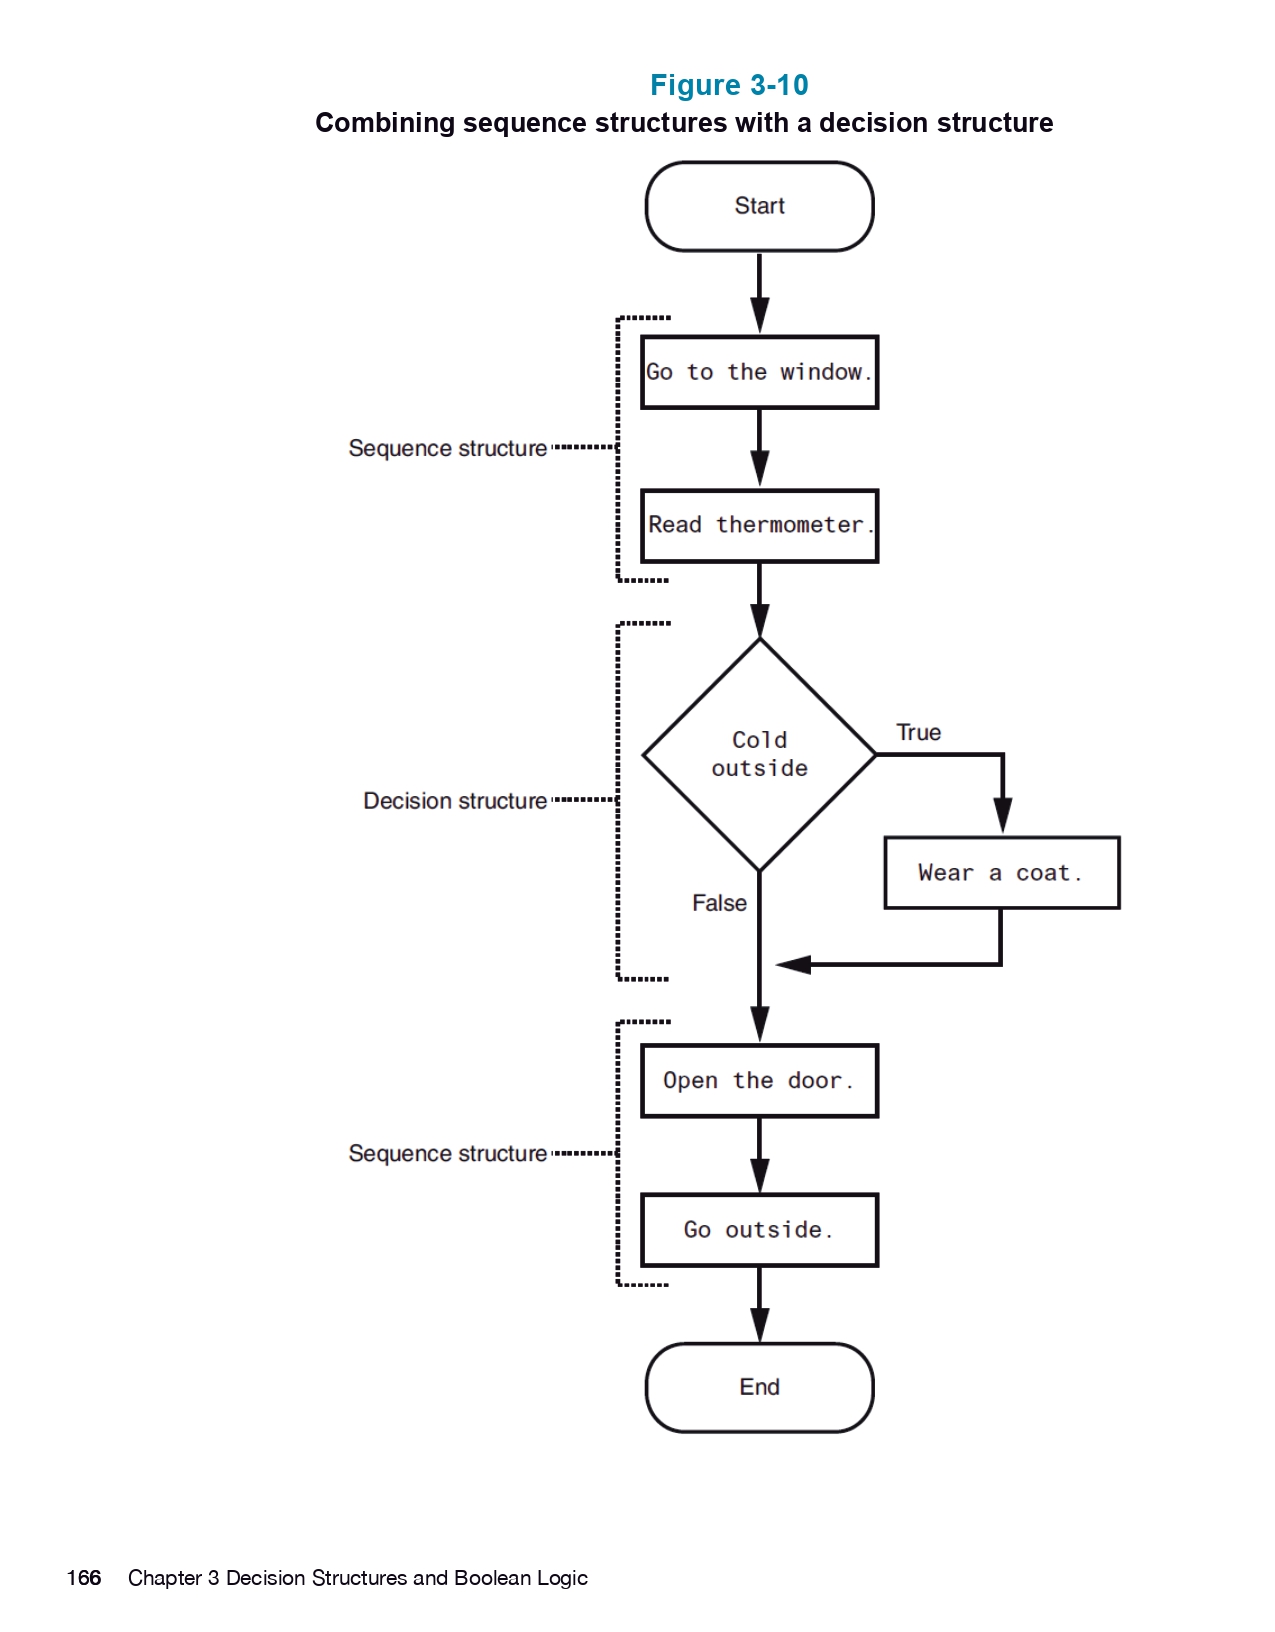 Figure 3-10
Combining sequence structures with a decision structure
Start
Go to the window.
Sequence structure
Read thermometer.
Cold
outside
True
Decision structure
Wear a coat.
False
Open the door.
Sequence structure
Go outside.
End
166 Chapter 3 Decision Structures and Boolean Logic